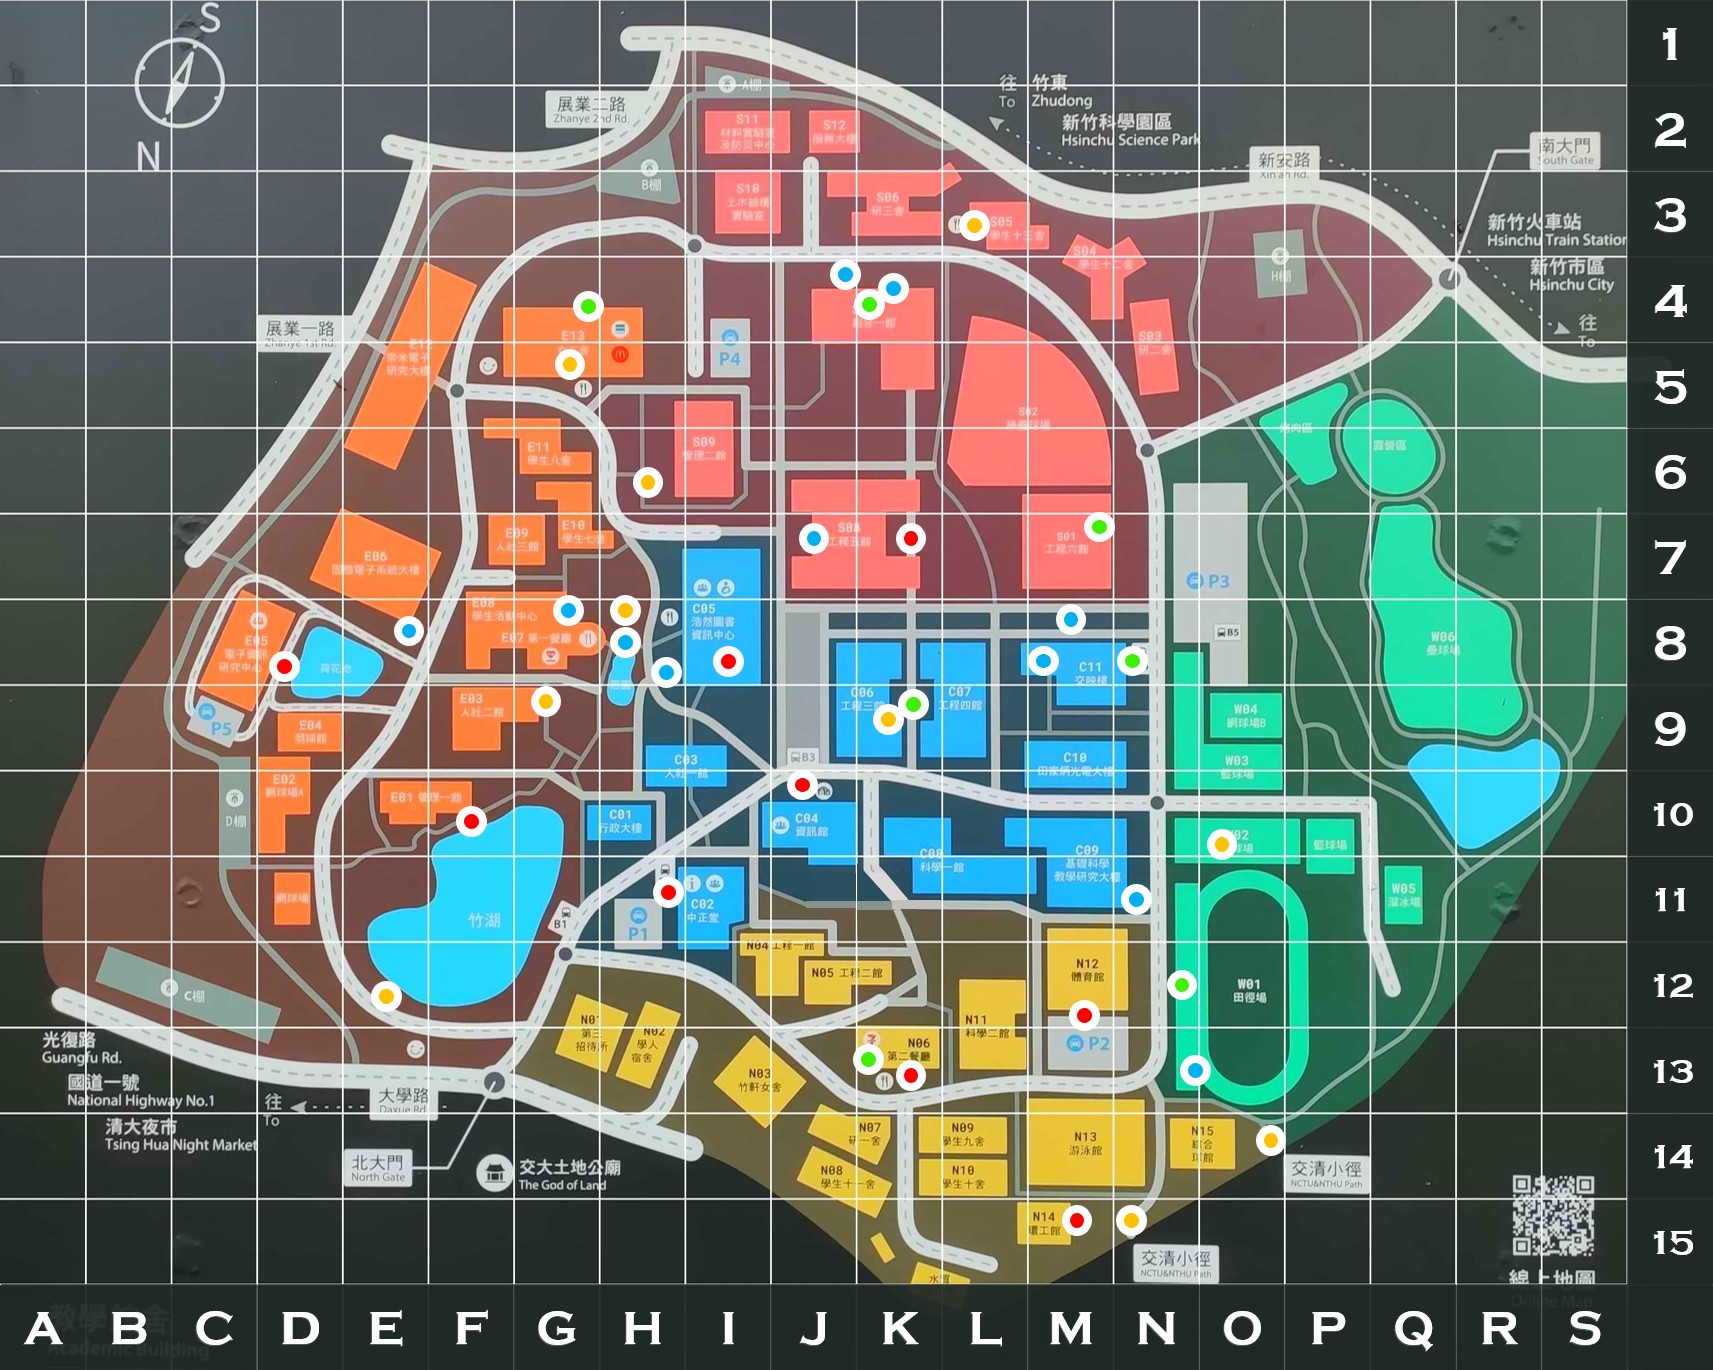 S
N
A棚
展業二路
Zhanye 2nd Rd.
往
To
竹東
Zhudong
新竹科學園區
Hsinchu Science Park
S11
材料實驗室
及防災中心
S12
服務大樓
南大門
South Gate
新安路
Xin'an Rd.
B棚
S10
土木結構
實驗室
S06
研三舍
S05
學生十三舍
新竹火車站
Hsinchu Train Station
新竹市區
Hsinchu City
往
To
S04
學生十二舍
H棚
展業一路
Zhanye 1st Rd.
E12
奈米電子
研究大樓
E13
P4
綜合一館
S03
研二舍
S02
棒壘球場
烤肉區
露營區
E11
學生八舍
S09
管理二館
E06
固態電子系統大樓
E09
人社三館
E10
學生七舍
S08
工程五館
S01
工程六館
P3
E08
學生活動中心
E07 第一餐廳
C05
浩然圖書
資訊中心
E05
電子資訊
研究中心
荷花池
B5
W06
壘球場
C11
交映樓
P5
E04
羽球館
E03
人社二館
C06
工程三館
C07
工程四館
W04
網球場B
W03
籃球場
C03
人社一館
B3
C10
田家炳光電大樓
E02
網球場A
D棚
E01 管理一館
C01
行政大樓
C04
資訊館
C08
科學一館
C09
基礎科學
教學研究大樓
籃球場
網球場
竹湖
B1
P1
C02
中正堂
W05
溜冰場
N04 工程一館
N05 工程二館
N12
體育館
W01
田徑場
C棚
光復路
Guangfu Rd.
國道一號
National Highway No.1
清大夜市
Tsing Hua Night Market
往
To
大學路
Daxue Rd.
N01
第三
招待所
N02
學人
宿舍
N03
竹軒女舍
N06
第二餐廳
N11
科學二館
P2
北大門
North Gate
交大土地公廟
The God of Land
N07
研一舍
N08
學生十一舍
N09
學生九舍
N10
學生十舍
N13
游泳館
N15
綜合
球館
交清小徑
NCTU&NTHU Path
N14
環工館
交清小徑
NCTU&NTHU Path
線上地圖
Online Map
Academic Building
1
2
3
4
5
6
7
8
9
10
11
12
13
14
15
A B C D E F G H I J K L M N O P Q R S